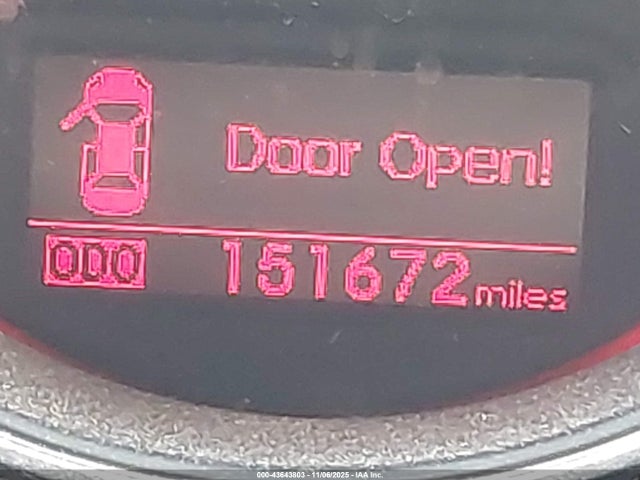 Door Open!
000 151672 miles
000-43643803 - 11/06/2025 - IAA Inc.